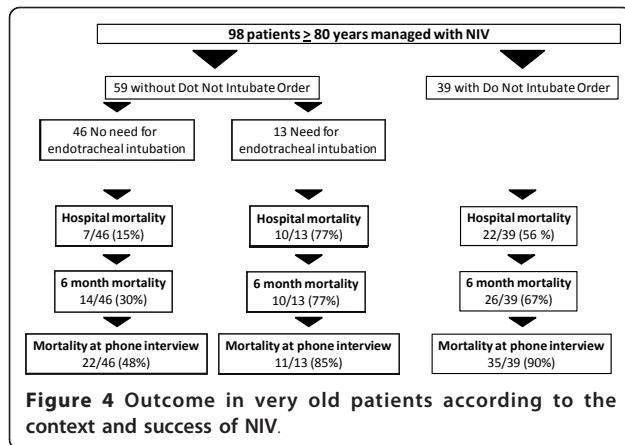 98 patients ≥ 80 years managed with NIV
59 without Dot Not Intubate Order
39 with Do Not Intubate Order
46 No need for
endotracheal intubation
13 Need for
endotracheal intubation
Hospital mortality
7/46 (15%)
Hospital mortality
10/13 (77%)
Hospital mortality
22/39 (56 %)
6 month mortality
14/46 (30%)
6 month mortality
10/13 (77%)
6 month mortality
26/39 (67%)
Mortality at phone interview
22/46 (48%)
Mortality at phone interview
11/13 (85%)
Mortality at phone interview
35/39 (90%)
Figure 4 Outcome in very old patients according to the
context and success of NIV.